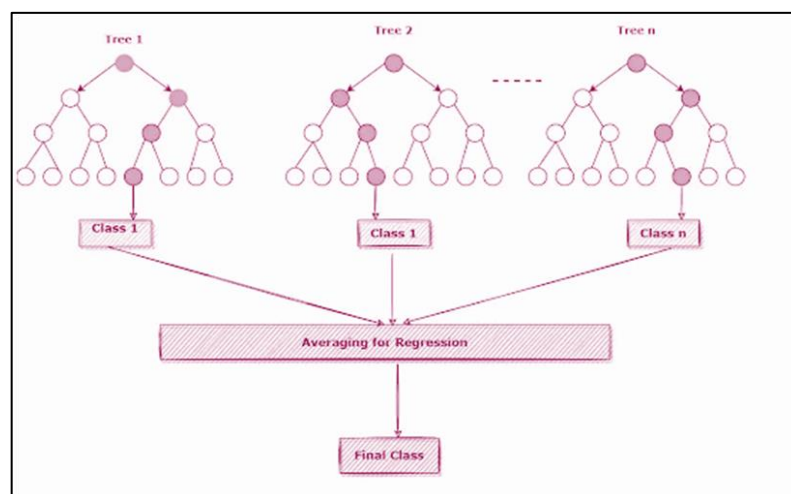 Tree 1
Tree 2
Tree n
Class 1
Class 1
Class n
Averaging for Regression
Final Class